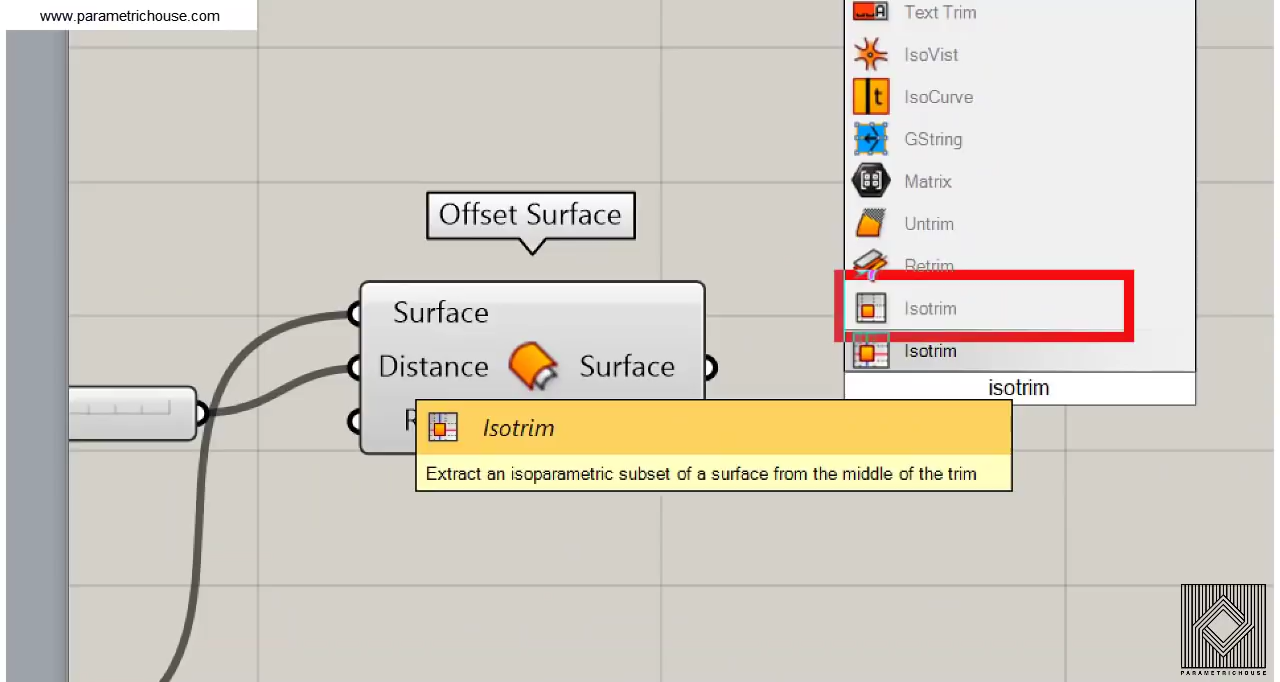 www.parametrichouse.com
Text Trim
IsoVist
IsoCurve
GString
Matrix
Untrim
Retrim
Isotrim
Isotrim
isotrim
Offset Surface
Surface
Distance
Surface
R
Isotrim
Extract an isoparametric subset of a surface from the middle of the trim
t
A
PARAMETRICHOUSE